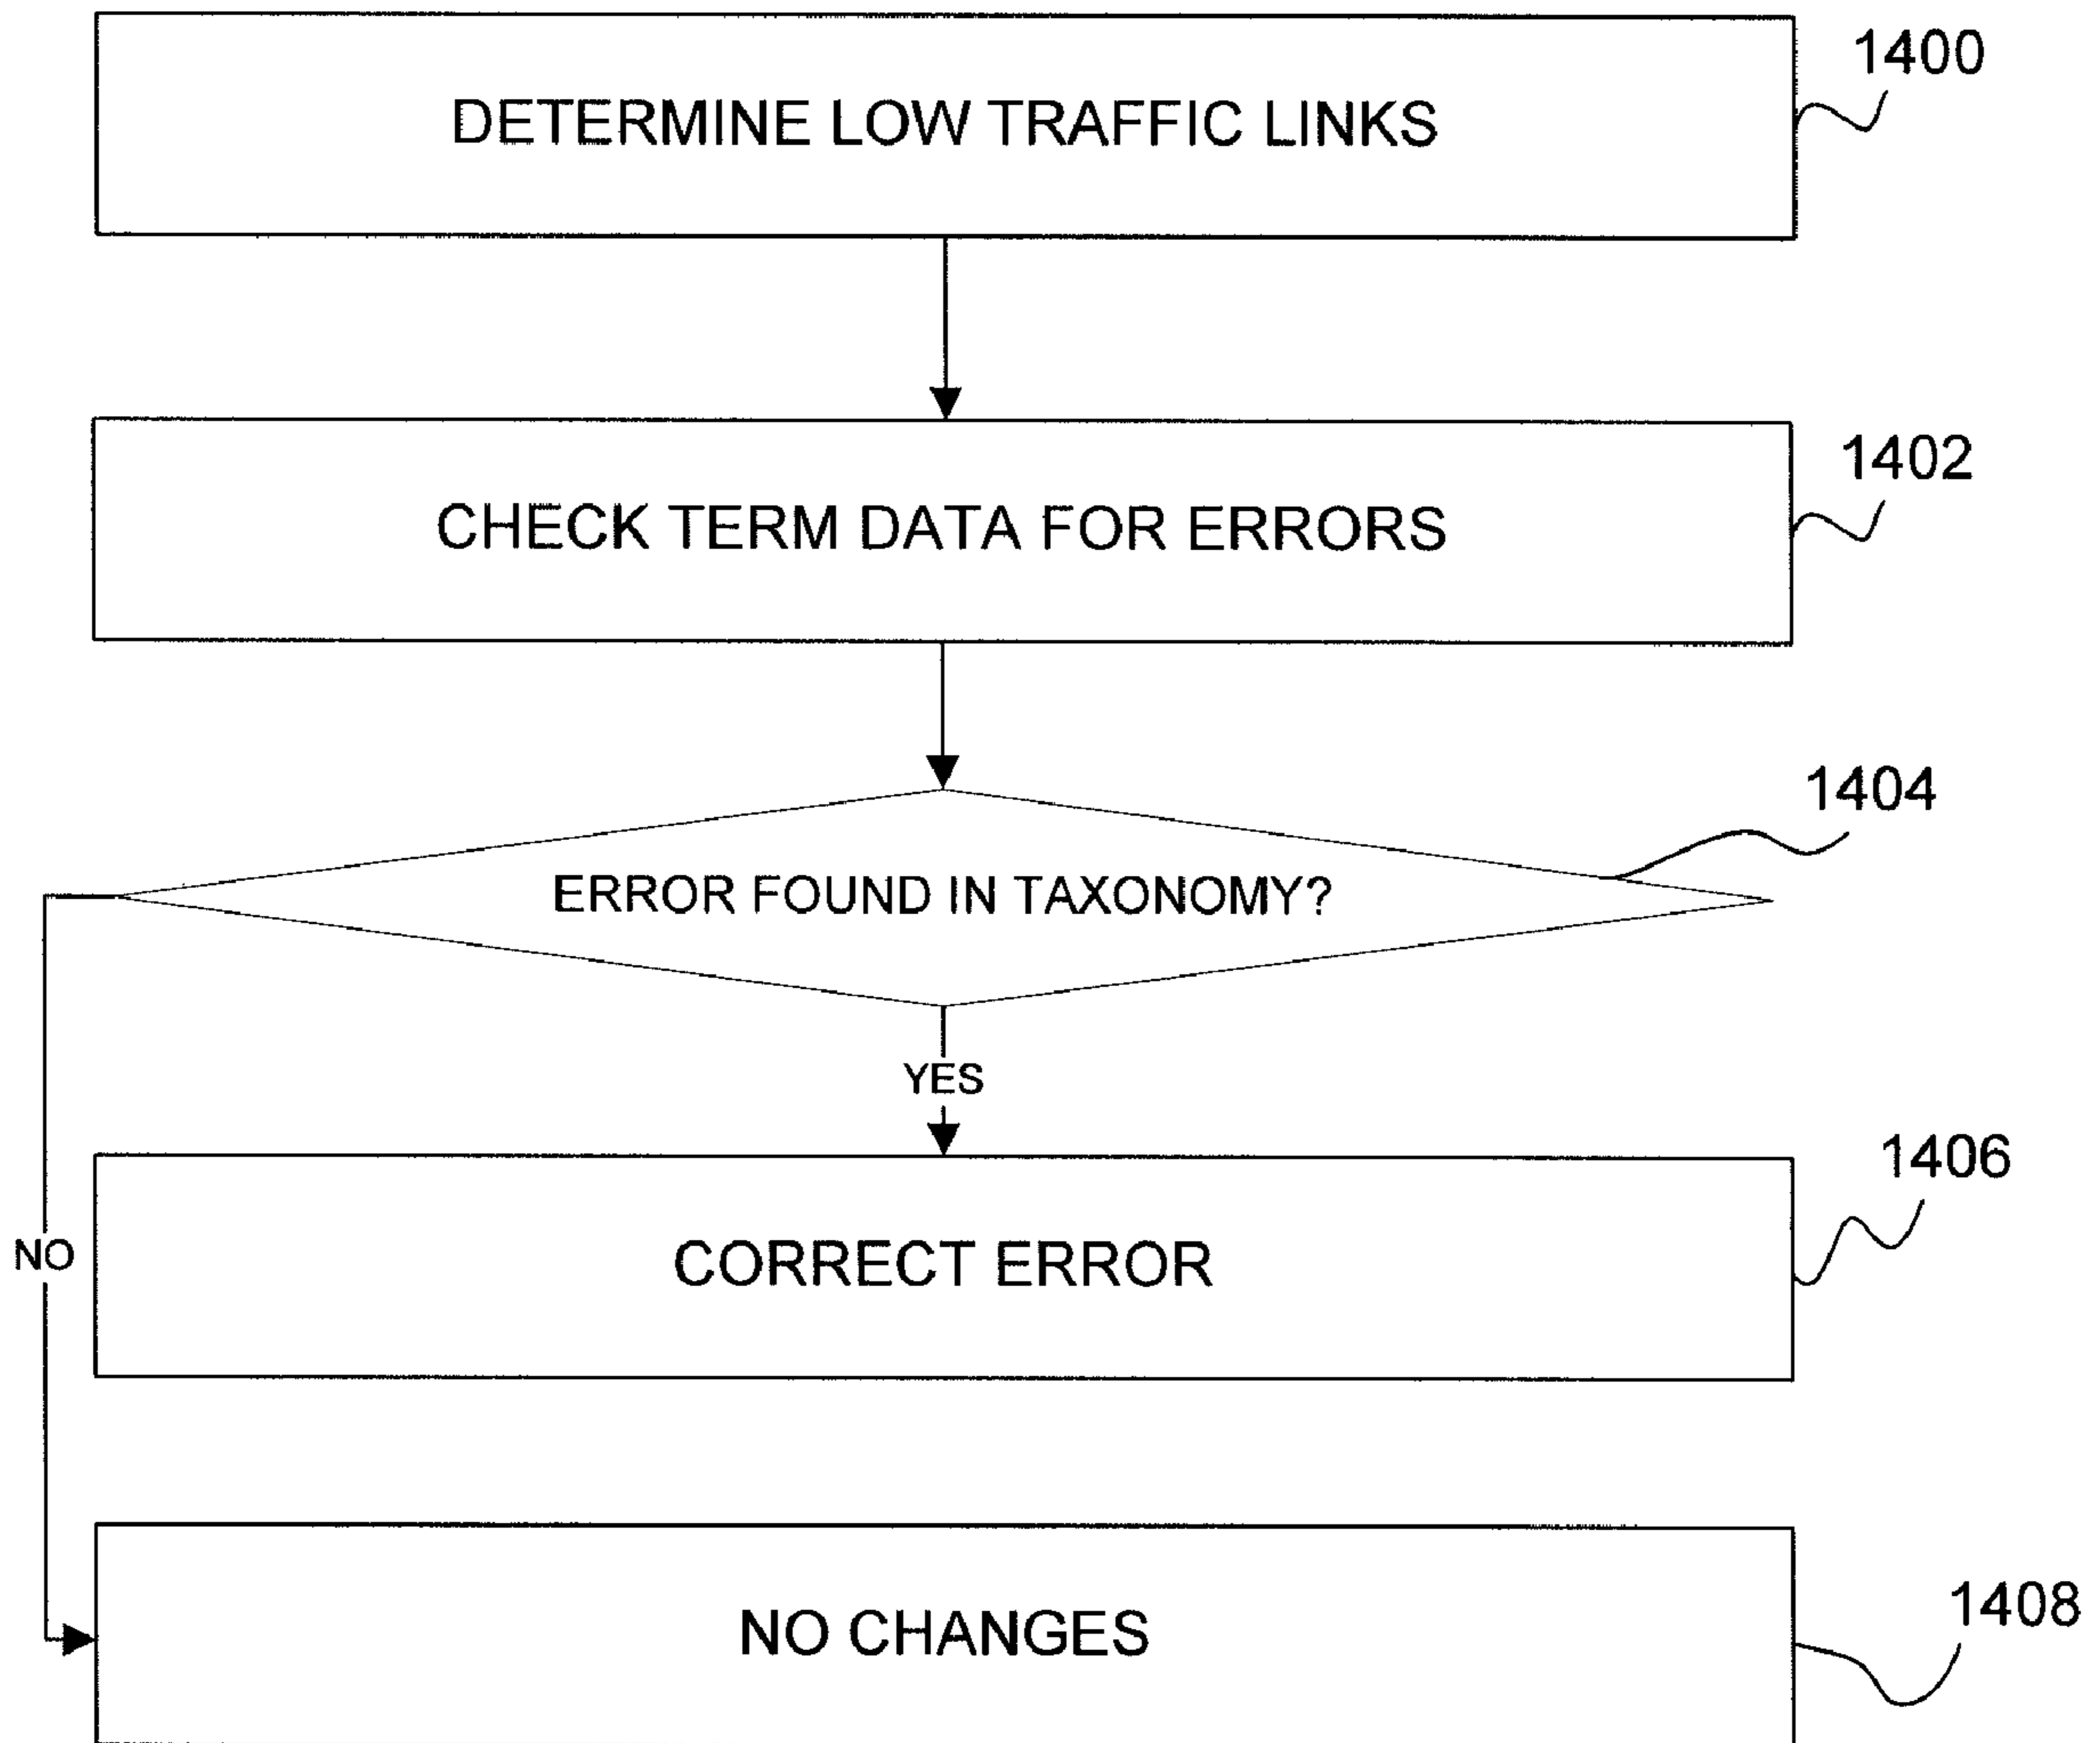 1400
DETERMINE LOW TRAFFIC LINKS
1402
CHECK TERM DATA FOR ERRORS
1404
ERROR FOUND IN TAXONOMY?
YES
1406
NO
CORRECT ERROR
1408
NO CHANGES